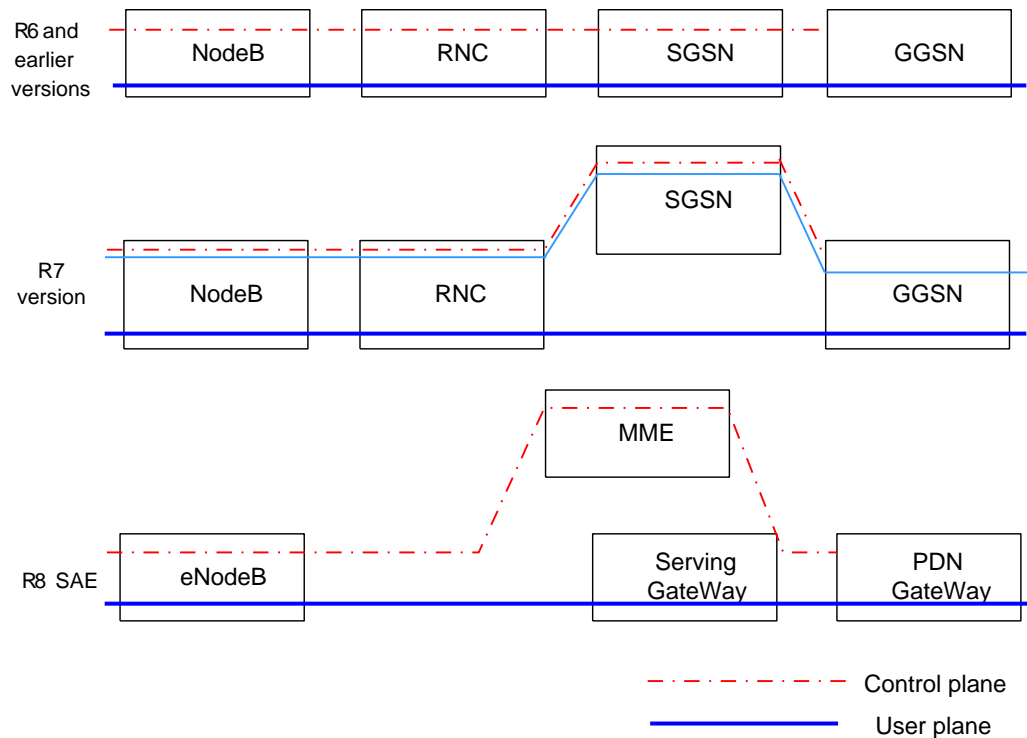 R6 and
earlier
versions
NodeB
RNC
SGSN
GGSN
SGSN
R7
version
NodeB
RNC
GGSN
MME
R8 SAE
eNodeB
Serving
GateWay
PDN
GateWay
Control plane
User plane